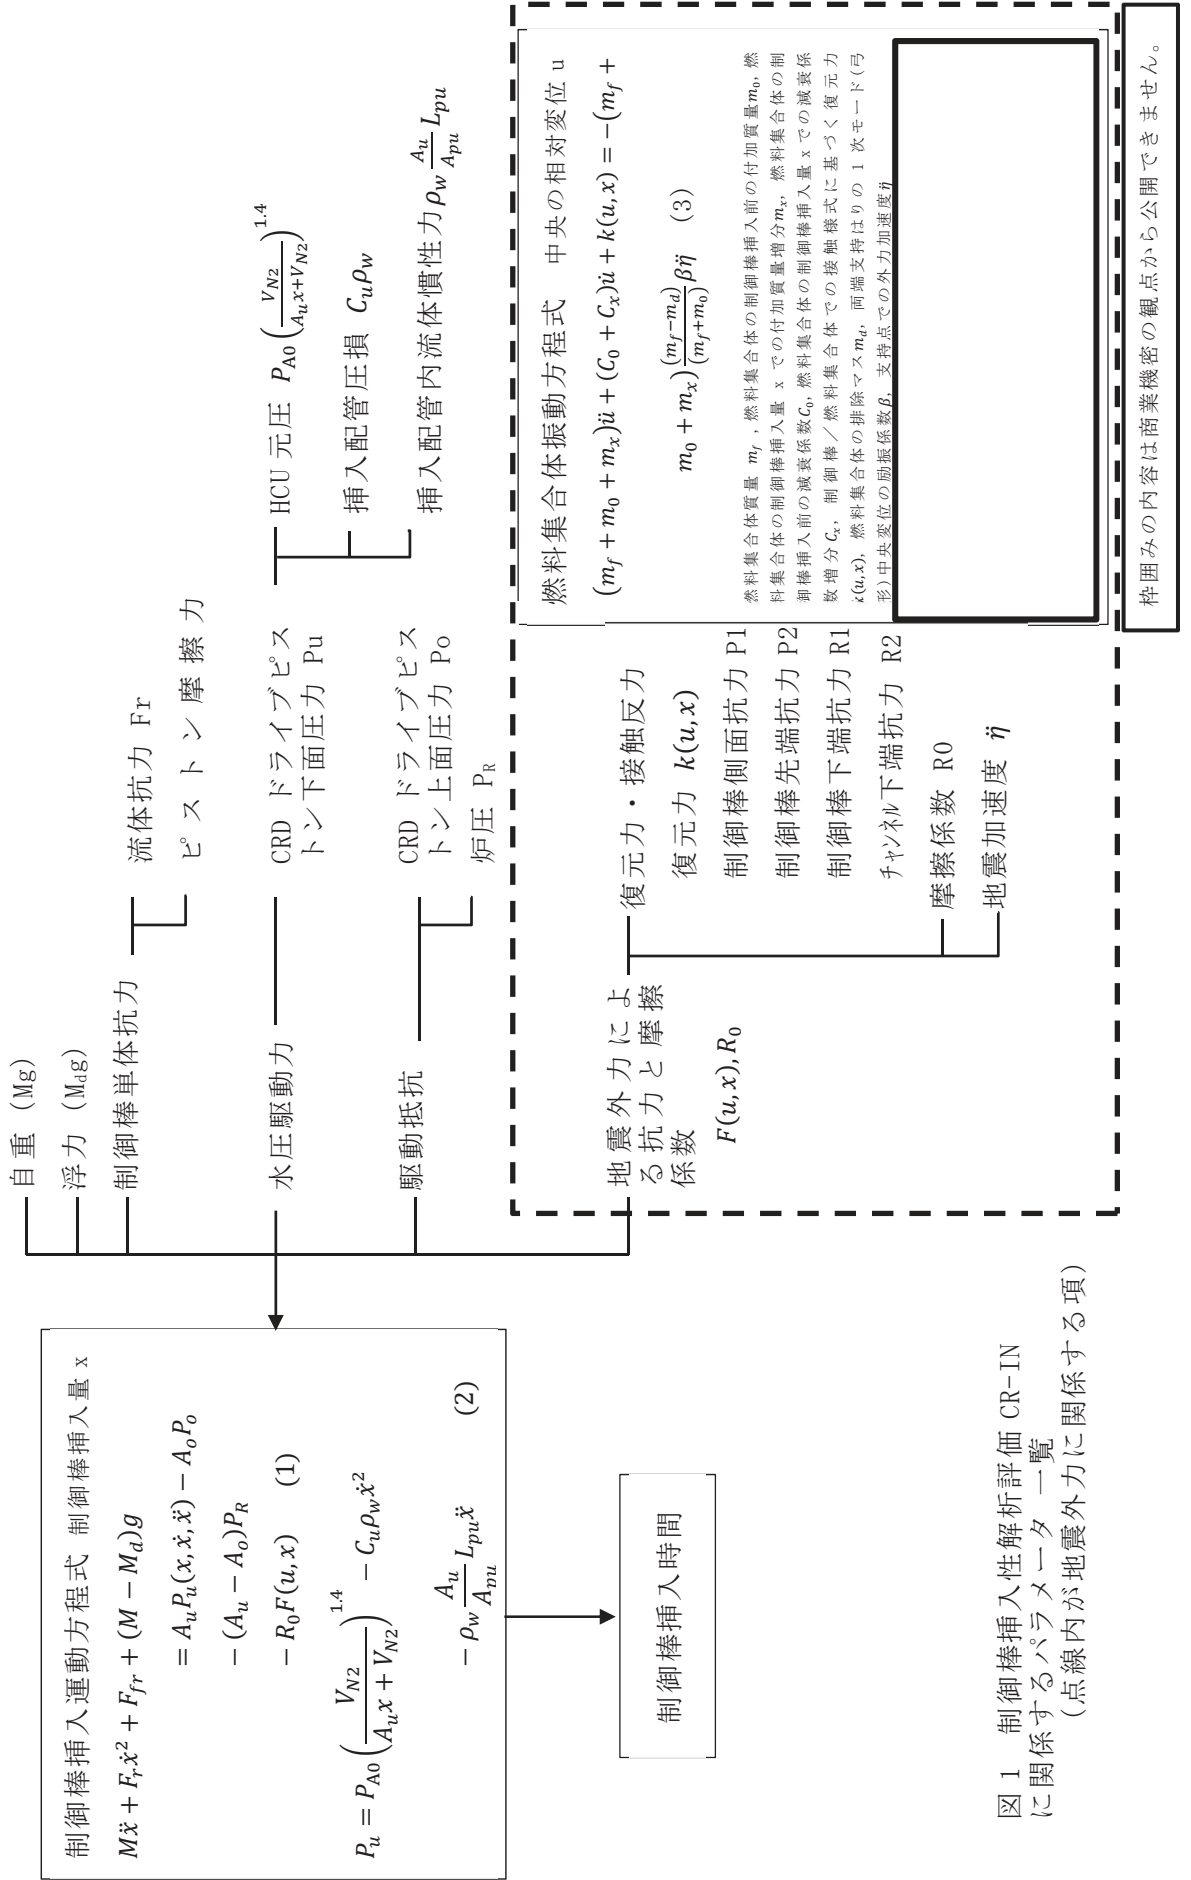 制御棒挿入運動方程式 制御棒挿入量 x
Mẍ + F_rẋ² + F_fr + (M − M_d)g
= A_uP_u(x, ẋ, ẍ) − A_oP_o
− (A_u − A_o)P_R
− R_0F(u, x) (1)
P_u = P_A0 (V_N2 / (A_ux + V_N2))^1.4 − C_uρ_wẋ²
− ρ_w (A_u / A_pu) L_puẍ (2)
制御棒挿入時間
自重 (Mg)
浮力 (M_dg)
制御棒単体抗力
流体抗力 Fr
ピストン摩擦力
水圧駆動力
CRD ドライブピス
トン下面圧力 Pu
HCU 元圧 P_A0 (V_N2 / (A_ux+V_N2))^1.4
挿入配管圧損 C_uρ_w
挿入配管内流体慣性力 ρ_w (A_u / A_pu) L_pu
駆動抵抗
CRD ドライブピス
トン上面圧力 Po
炉圧 P_R
地震外力によ
る抗力と摩擦
係数
F(u, x), R_0
復元力・接触反力
復元力 k(u, x)
制御棒側面抗力 P1
制御棒先端抗力 P2
制御棒下端抗力 R1
チャンネル下端抗力 R2
摩擦係数 R0
地震加速度 η̈
燃料集合体振動方程式 中央の相対変位 u
(m_f + m_0 + m_x)ü + (C_0 + C_x)u̇ + k(u, x) = −(m_f +
m_0 + m_x) ((m_f−m_d) / (m_f+m_0)) βη̈ (3)
燃料集合体質量 m_f，燃料集合体の制御棒挿入前の付加質量m_0，燃
料集合体の制御棒挿入量 x での付加質量増分m_x，燃料集合体の制
御棒挿入前の減衰係数C_0，燃料集合体の制御棒挿入量 x での減衰係
数増分 C_x，制御棒／燃料集合体での接触様式に基づく復元力
k(u,x)，燃料集合体の排除マスm_d，両端支持はりの 1 次モード(弓
形)中央変位の励振係数β，支持点での外力加速度η̈
枠囲みの内容は商業機密の観点から公開できません。
図 1 制御棒挿入性解析評価 CR-IN
に関係するパラメータ一覧
(点線内が地震外力に関係する項)